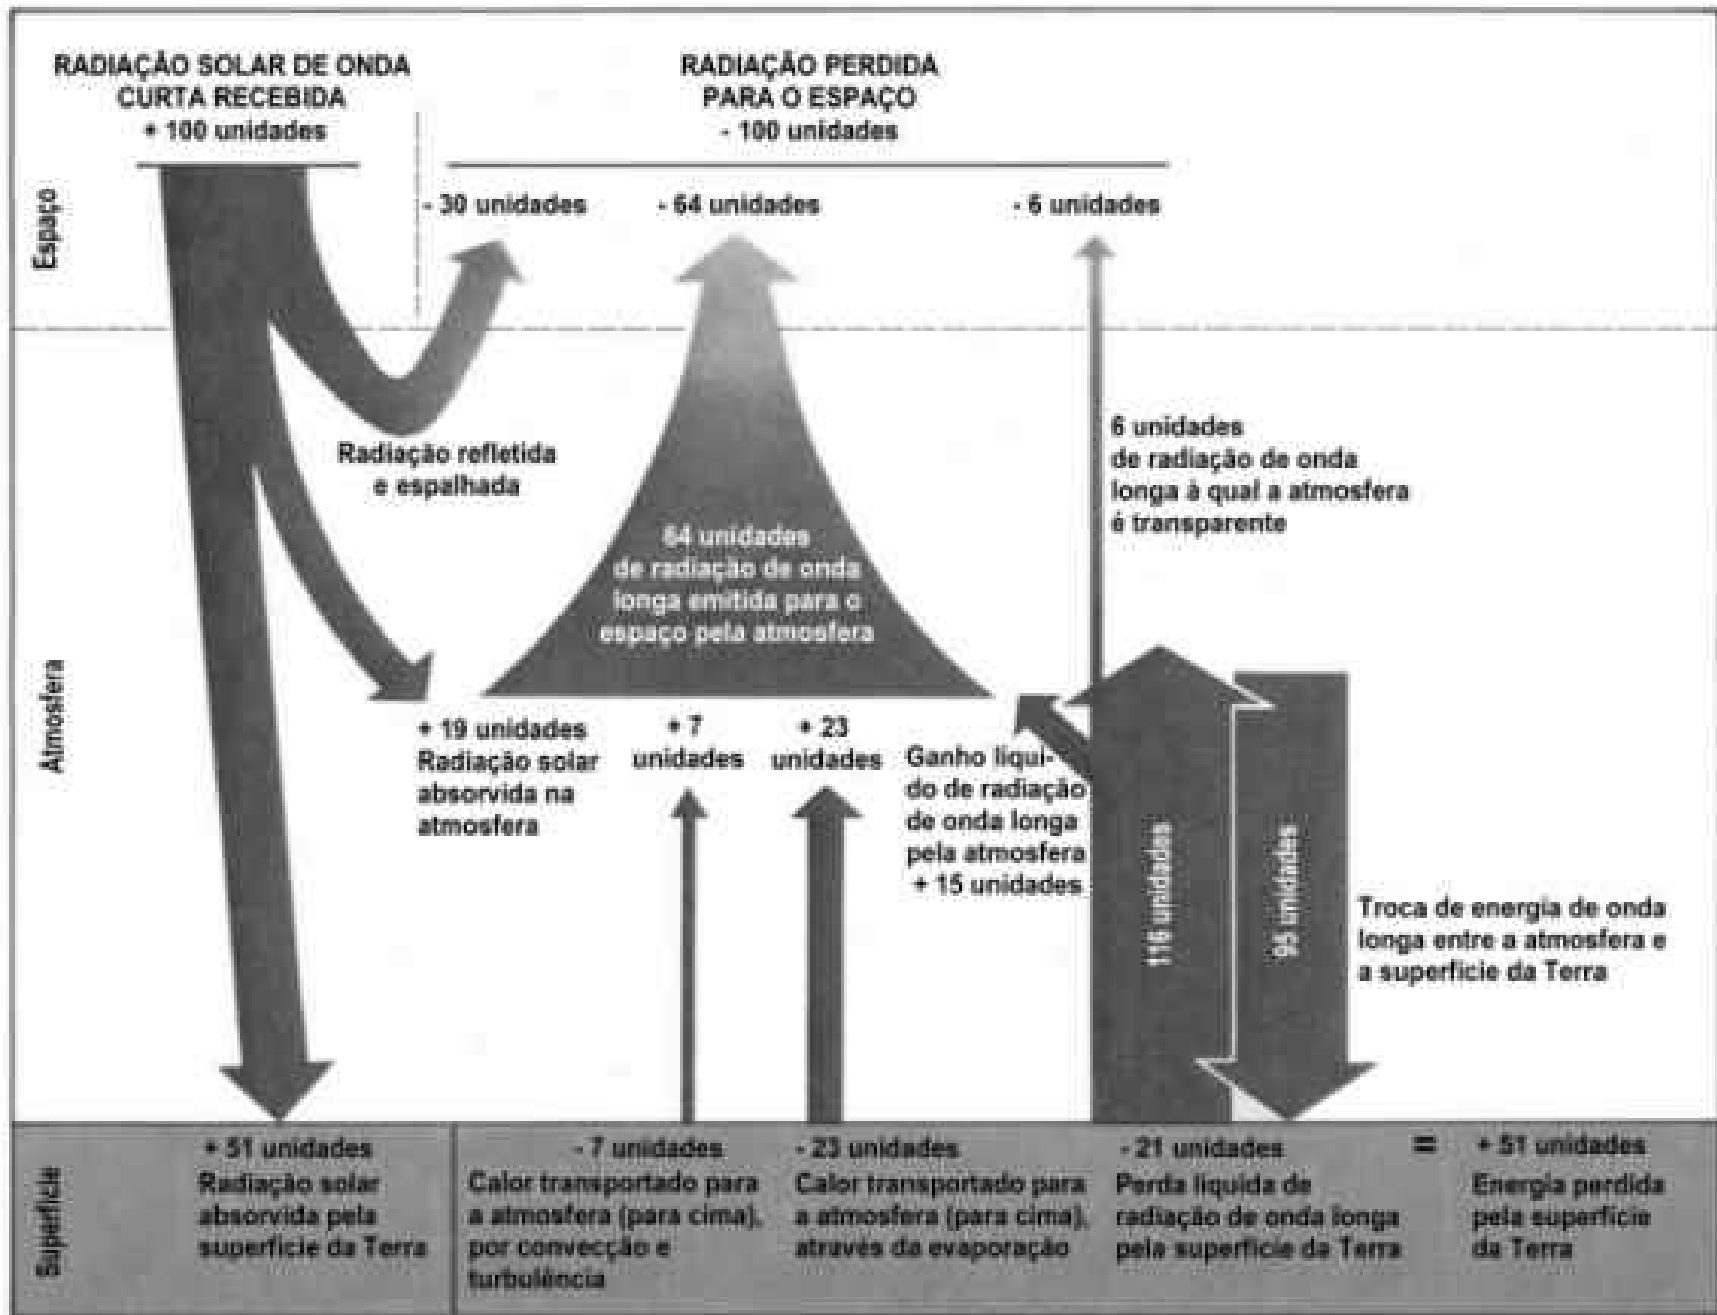 RADIAÇÃO SOLAR DE ONDA
CURTA RECEBIDA
+ 100 unidades
RADIAÇÃO PERDIDA
PARA O ESPAÇO
- 100 unidades
Espaço
- 30 unidades
- 64 unidades
- 6 unidades
Radiação refletida
e espalhada
6 unidades
de radiação de onda
longa à qual a atmosfera
é transparente
64 unidades
de radiação de onda
longa emitida para o
espaço pela atmosfera
Atmosfera
+ 19 unidades
Radiação solar
absorvida na
atmosfera
+ 7
unidades
+ 23
unidades
Ganho líqui-
do de radiação
de onda longa
pela atmosfera
+ 15 unidades
116 unidades
95 unidades
Troca de energia de onda
longa entre a atmosfera e
a superfície da Terra
Superfície
+ 51 unidades
Radiação solar
absorvida pela
superfície da Terra
- 7 unidades
Calor transportado para
a atmosfera (para cima),
por convecção e
turbulência
- 23 unidades
Calor transportado para
a atmosfera (para cima),
através da evaporação
- 21 unidades
Perda líquida de
radiação de onda longa
pela superfície da Terra
=
+ 51 unidades
Energia perdida
pela superfície
da Terra